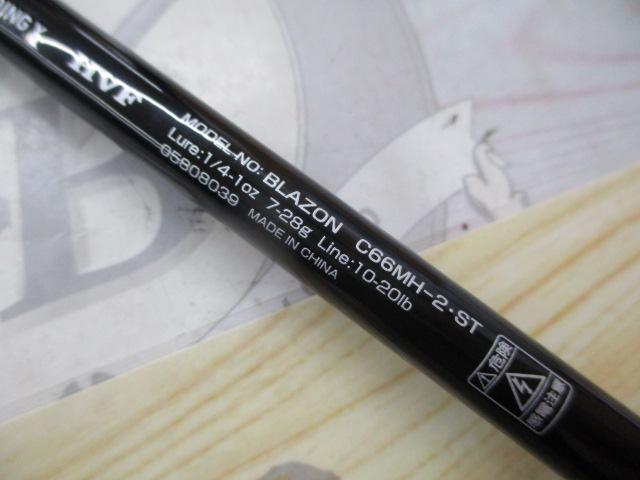 HVF
MODEL NO: BLAZON C66MH-2・ST
Lure:1/4-1oz 7-28g Line:10-20lb
05808039 MADE IN CHINA
危険
感電注意
B